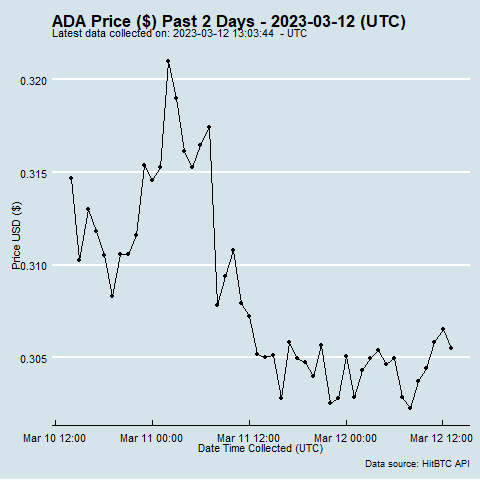 ADA Price ($) Past 2 Days - 2023-03-12 (UTC)
Latest data collected on: 2023-03-12 13:03:44  - UTC
0.320
0.315
0.310
0.305
Price USD ($)
Mar 10 12:00
Mar 11 00:00
Mar 11 12:00
Mar 12 00:00
Mar 12 12:00
Date Time Collected (UTC)
Data source: HitBTC API